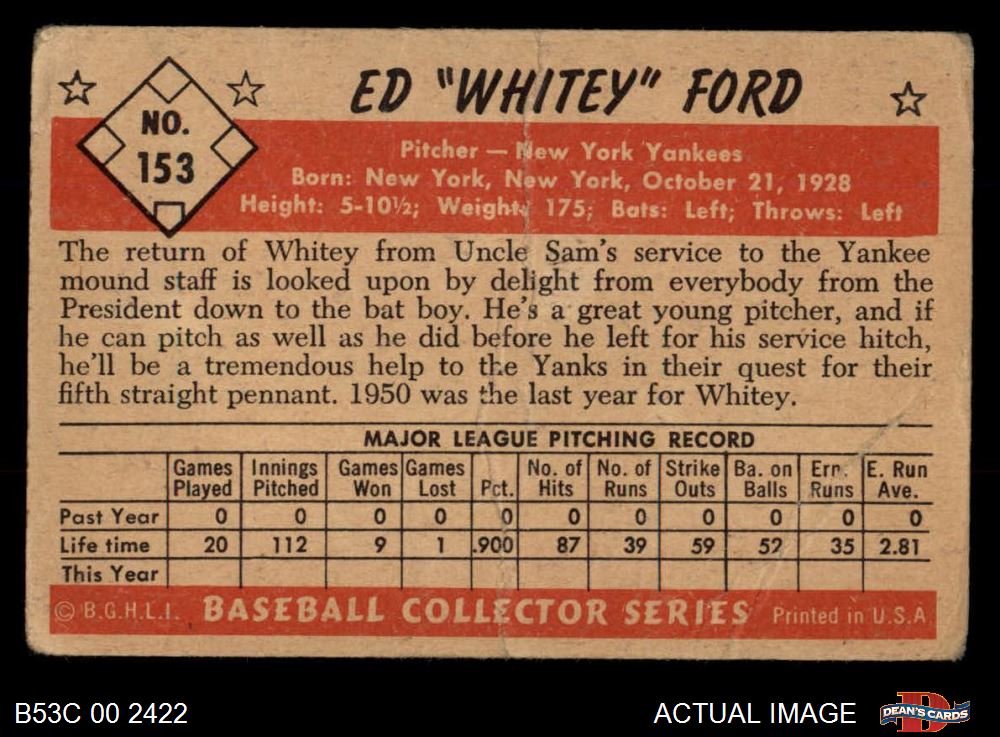 ED "WHITEY" FORD
NO.
153
Pitcher — New York Yankees
Born: New York, New York, October 21, 1928
Height: 5-10½; Weight: 175; Bats: Left; Throws: Left
The return of Whitey from Uncle Sam's service to the Yankee
mound staff is looked upon by delight from everybody from the
President down to the bat boy. He's a great young pitcher, and if
he can pitch as well as he did before he left for his service hitch,
he'll be a tremendous help to the Yanks in their quest for their
fifth straight pennant. 1950 was the last year for Whitey.
MAJOR LEAGUE PITCHING RECORD
Games Played Innings Pitched Games Won Games Lost Pct. No. of Hits No. of Runs Strike Outs Ba. on Balls Ern. Runs E. Run Ave.
Past Year 0 0 0 0 0 0 0 0 0 0 0
Life time 20 112 9 1 .900 87 39 59 52 35 2.81
This Year
© B.G.H.L.I. BASEBALL COLLECTOR SERIES Printed in U.S.A
B53C 00 2422 ACTUAL IMAGE D DEAN'S CARDS